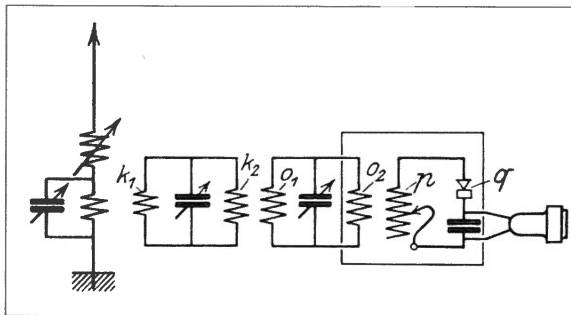 k₁ k₂ o₁ o₂ p q